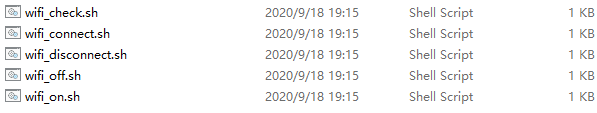 wifi_check.sh 2020/9/18 19:15 Shell Script 1 KB
wifi_connect.sh 2020/9/18 19:15 Shell Script 1 KB
wifi_disconnect.sh 2020/9/18 19:15 Shell Script 1 KB
wifi_off.sh 2020/9/18 19:15 Shell Script 1 KB
wifi_on.sh 2020/9/18 19:15 Shell Script 1 KB